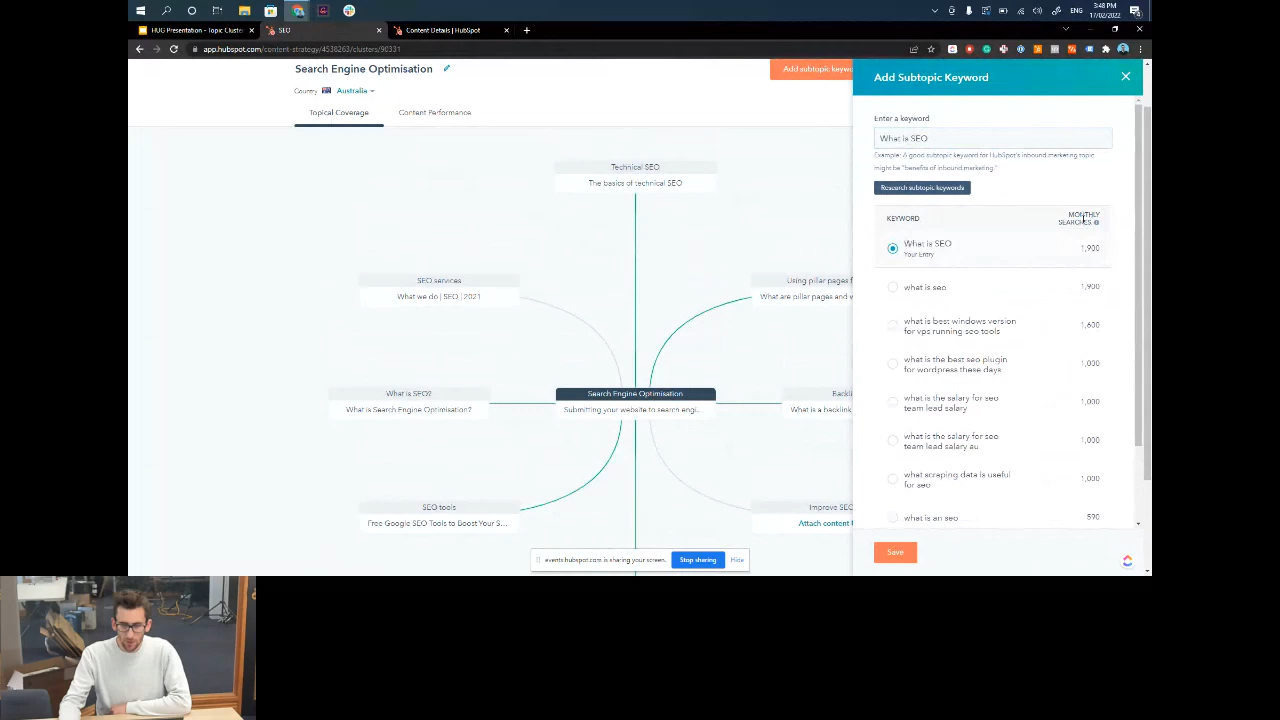 3:48 PM
ENG
17/02/2022
HUG Presentation - Topic Cluste
SEO
Content Details | HubSpot
app.hubspot.com/content-strategy/4538263/clusters/90331
Search Engine Optimisation
Add subtopic keywo
Country
Australia
Topical Coverage
Content Performance
Technical SEO
The basics of technical SEO
SEO services
What we do | SEO | 2021
Using pillar pages f
What are pillar pages and w
What is SEO?
What is Search Engine Optimisation?
Search Engine Optimisation
Submitting your website to search engi...
Backli
What is a backlink
SEO tools
Free Google SEO Tools to Boost Your S...
Improve SEO
Attach content
events.hubspot.com is sharing your screen.
Stop sharing
Hide
Add Subtopic Keyword
Enter a keyword
What is SEO
Example: A good subtopic keyword for HubSpot's inbound marketing topic
might be "benefits of inbound marketing."
Research subtopic keywords
KEYWORD
MONTHLY
SEARCHES
What is SEO
Your Entry
1,900
what is seo
1,900
what is best windows version
for vps running seo tools
1,600
what is the best seo plugin
for wordpress these days
1,000
what is the salary for seo
team lead salary
1,000
what is the salary for seo
team lead salary au
1,000
what scraping data is useful
for seo
1,000
what is an seo
590
Save